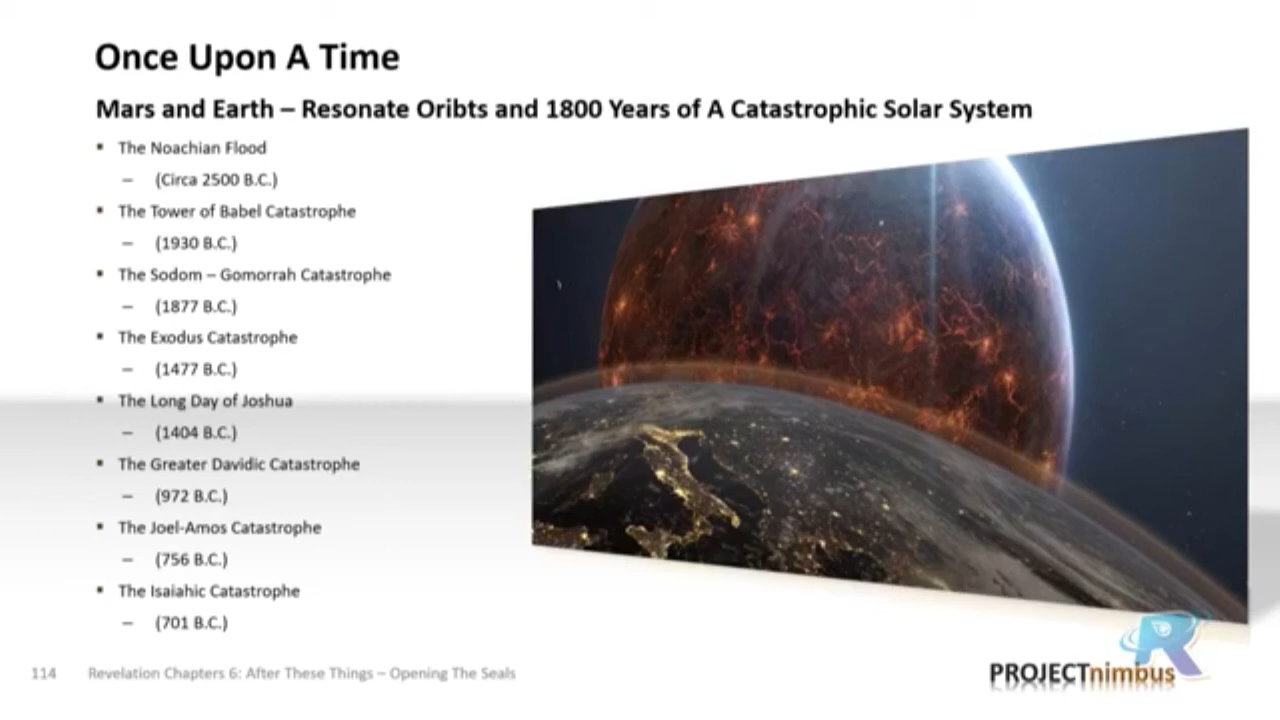 Once Upon A Time
Mars and Earth – Resonate Oribts and 1800 Years of A Catastrophic Solar System
▪ The Noachian Flood
– (Circa 2500 B.C.)
▪ The Tower of Babel Catastrophe
– (1930 B.C.)
▪ The Sodom – Gomorrah Catastrophe
– (1877 B.C.)
▪ The Exodus Catastrophe
– (1477 B.C.)
▪ The Long Day of Joshua
– (1404 B.C.)
▪ The Greater Davidic Catastrophe
– (972 B.C.)
▪ The Joel-Amos Catastrophe
– (756 B.C.)
▪ The Isaiahic Catastrophe
– (701 B.C.)
114 Revelation Chapters 6: After These Things – Opening The Seals
R
PROJECTnimbus